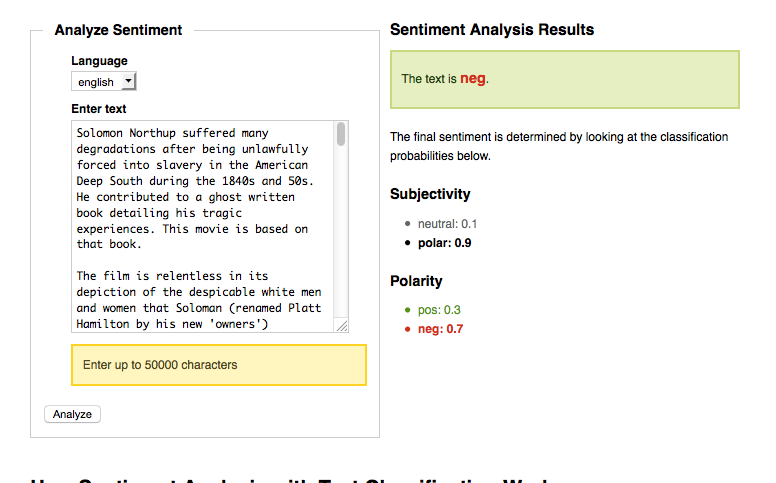 Analyze Sentiment
Language
english
Enter text
Solomon Northup suffered many
degradations after being unlawfully
forced into slavery in the American
Deep South during the 1840s and 50s.
He contributed to a ghost written
book detailing his tragic
experiences. This movie is based on
that book.
The film is relentless in its
depiction of the despicable white men
and women that Soloman (renamed Platt
Hamilton by his new 'owners')
Enter up to 50000 characters
Analyze
Sentiment Analysis Results
The text is neg.
The final sentiment is determined by looking at the classification
probabilities below.
Subjectivity
neutral: 0.1
polar: 0.9
Polarity
pos: 0.3
neg: 0.7